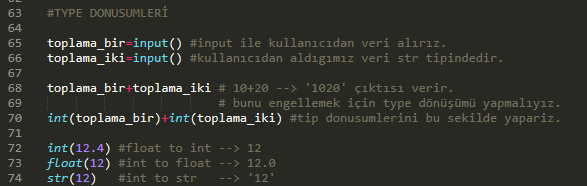 63 #TYPE DONUSUMLERİ
64
65 toplama_bir=input() #input ile kullanıcıdan veri alırız.
66 toplama_iki=input() #kullanıcıdan aldıgımız veri str tipindedir.
67
68 toplama_bir+toplama_iki # 10+20 --> '1020' çıktısı verir.
69 # bunu engellemek için type dönüşümü yapmalıyız.
70 int(toplama_bir)+int(toplama_iki) #tip donusumlerini bu sekilde yaparız.
71
72 int(12.4) #float to int --> 12
73 float(12) #int to float --> 12.0
74 str(12) #int to str --> '12'